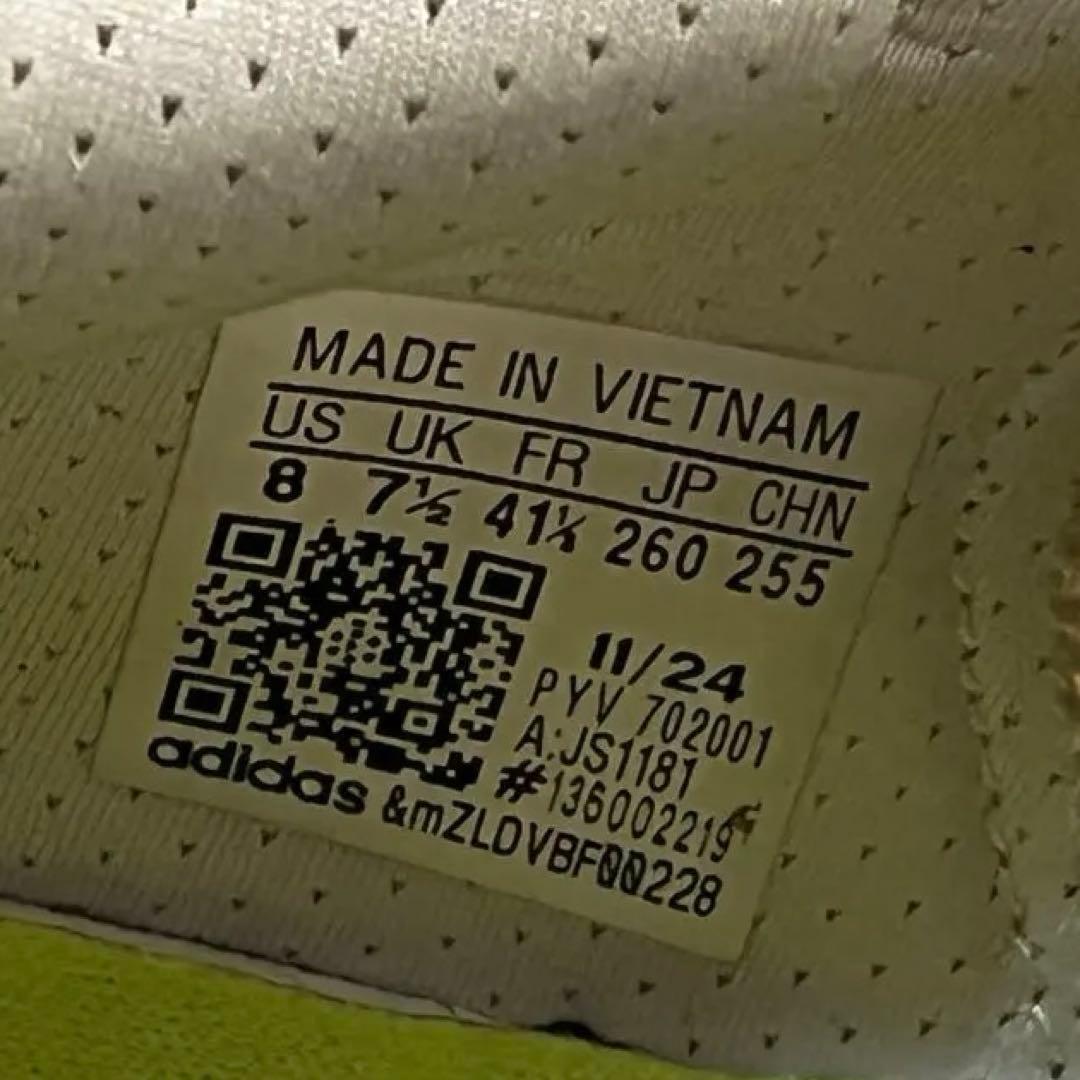 MADE IN VIETNAM
US UK FR JP CHN
8 7½ 41⅓ 260 255
11/24
PYV 702001
A:JS1181
#136002219
adidas &mZLDVBF00228